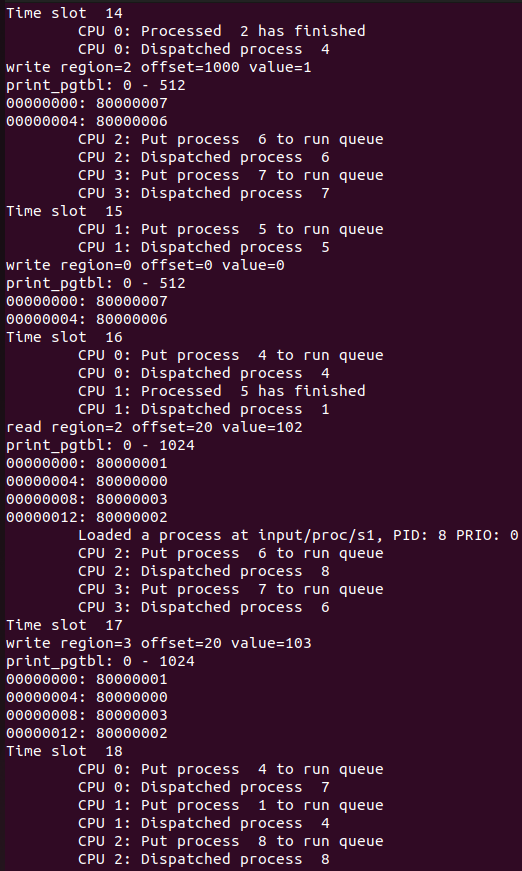 Time slot  14
        CPU 0: Processed  2 has finished
        CPU 0: Dispatched process  4
write region=2 offset=1000 value=1
print_pgtbl: 0 - 512
00000000: 80000007
00000004: 80000006
        CPU 2: Put process  6 to run queue
        CPU 2: Dispatched process  6
        CPU 3: Put process  7 to run queue
        CPU 3: Dispatched process  7
Time slot  15
        CPU 1: Put process  5 to run queue
        CPU 1: Dispatched process  5
write region=0 offset=0 value=0
print_pgtbl: 0 - 512
00000000: 80000007
00000004: 80000006
Time slot  16
        CPU 0: Put process  4 to run queue
        CPU 0: Dispatched process  4
        CPU 1: Processed  5 has finished
        CPU 1: Dispatched process  1
read region=2 offset=20 value=102
print_pgtbl: 0 - 1024
00000000: 80000001
00000004: 80000000
00000008: 80000003
00000012: 80000002
        Loaded a process at input/proc/s1, PID: 8 PRIO: 0
        CPU 2: Put process  6 to run queue
        CPU 2: Dispatched process  8
        CPU 3: Put process  7 to run queue
        CPU 3: Dispatched process  6
Time slot  17
write region=3 offset=20 value=103
print_pgtbl: 0 - 1024
00000000: 80000001
00000004: 80000000
00000008: 80000003
00000012: 80000002
Time slot  18
        CPU 0: Put process  4 to run queue
        CPU 0: Dispatched process  7
        CPU 1: Put process  1 to run queue
        CPU 1: Dispatched process  4
        CPU 2: Put process  8 to run queue
        CPU 2: Dispatched process  8